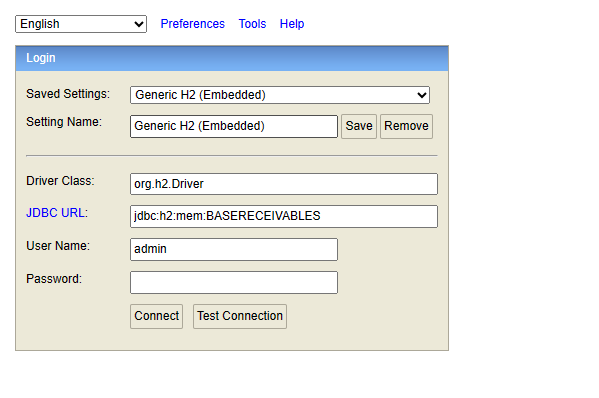 English Preferences Tools Help
Login
Saved Settings: Generic H2 (Embedded)
Setting Name: Generic H2 (Embedded) Save Remove
Driver Class: org.h2.Driver
JDBC URL: jdbc:h2:mem:BASERECEIVABLES
User Name: admin
Password:
Connect Test Connection